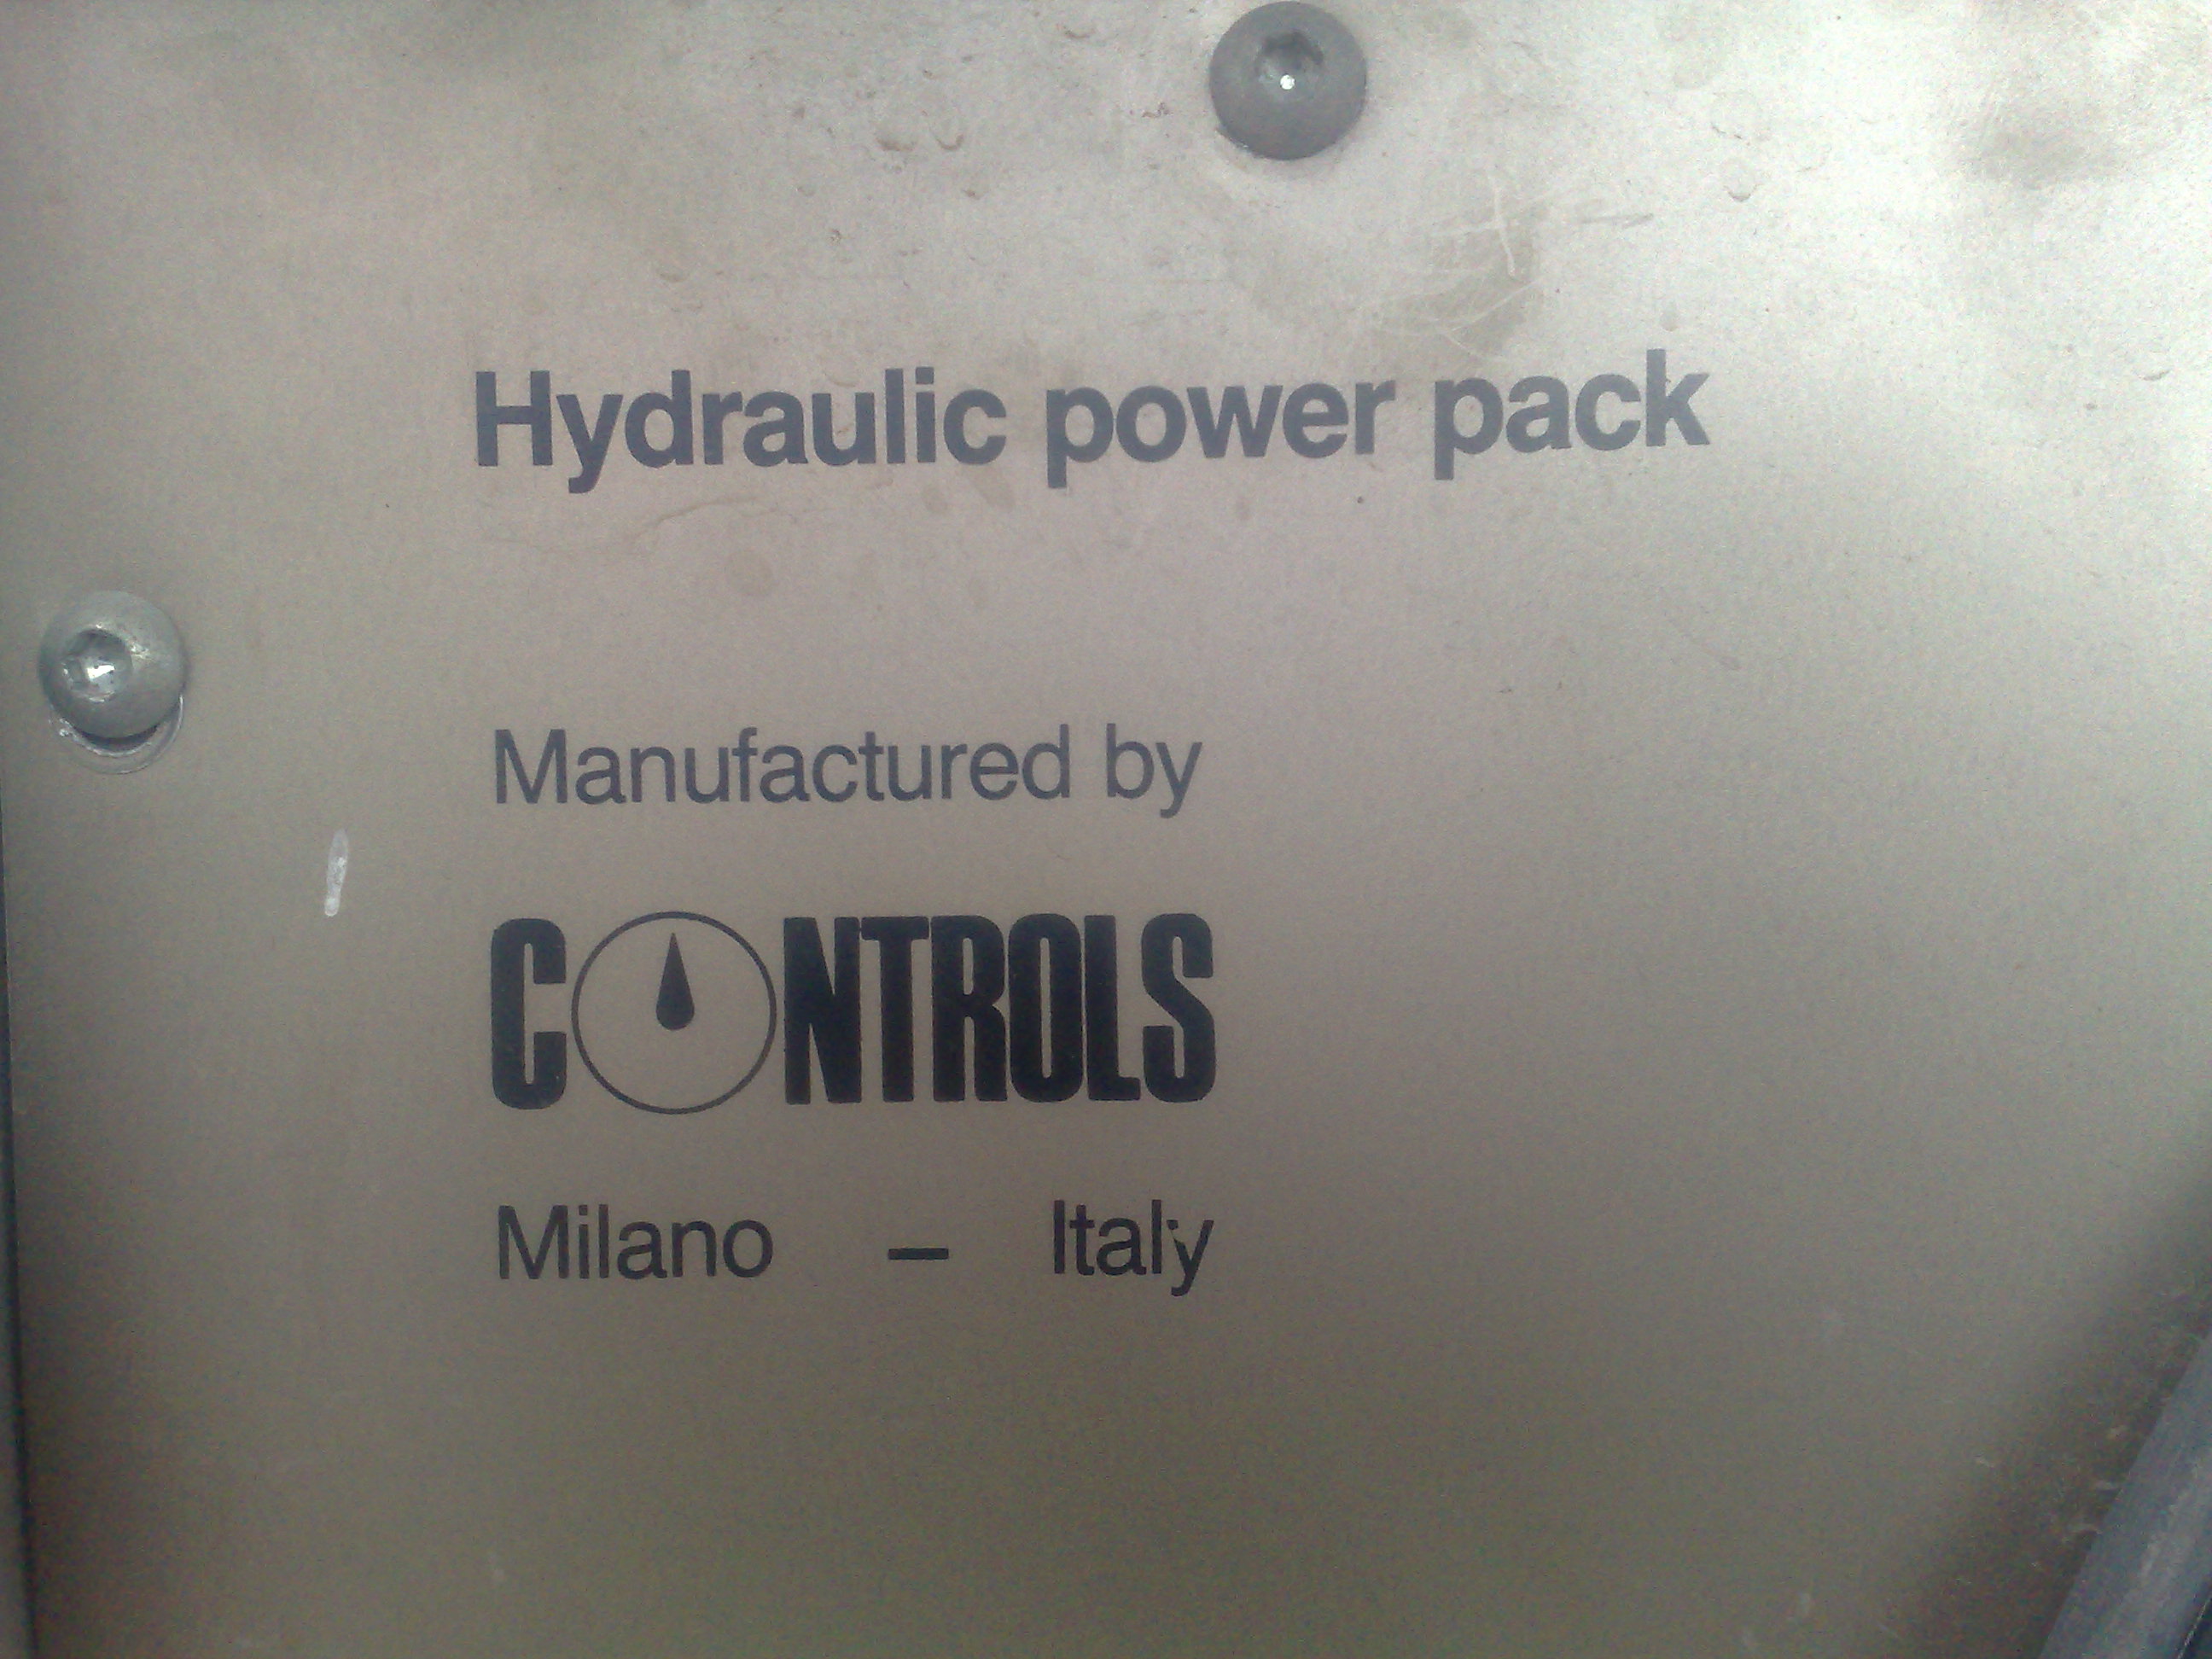 Hydraulic power pack
Manufactured by
CONTROLS
Milano – Italy